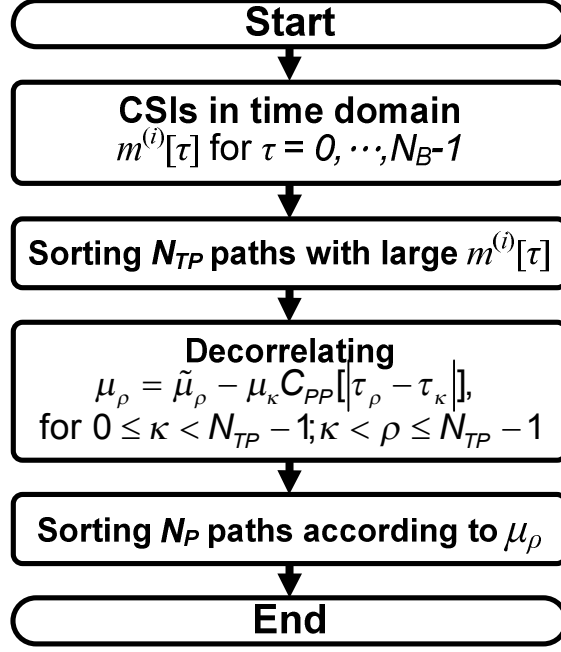 Start
CSIs in time domain
m^(i)[τ] for τ = 0, ⋯, N_B-1
Sorting N_TP paths with large m^(i)[τ]
Decorrelating
μ_ρ = μ̃_ρ − μ_κ C_PP[|τ_ρ − τ_κ|],
for 0 ≤ κ < N_TP − 1; κ < ρ ≤ N_TP − 1
Sorting N_P paths according to μ_ρ
End